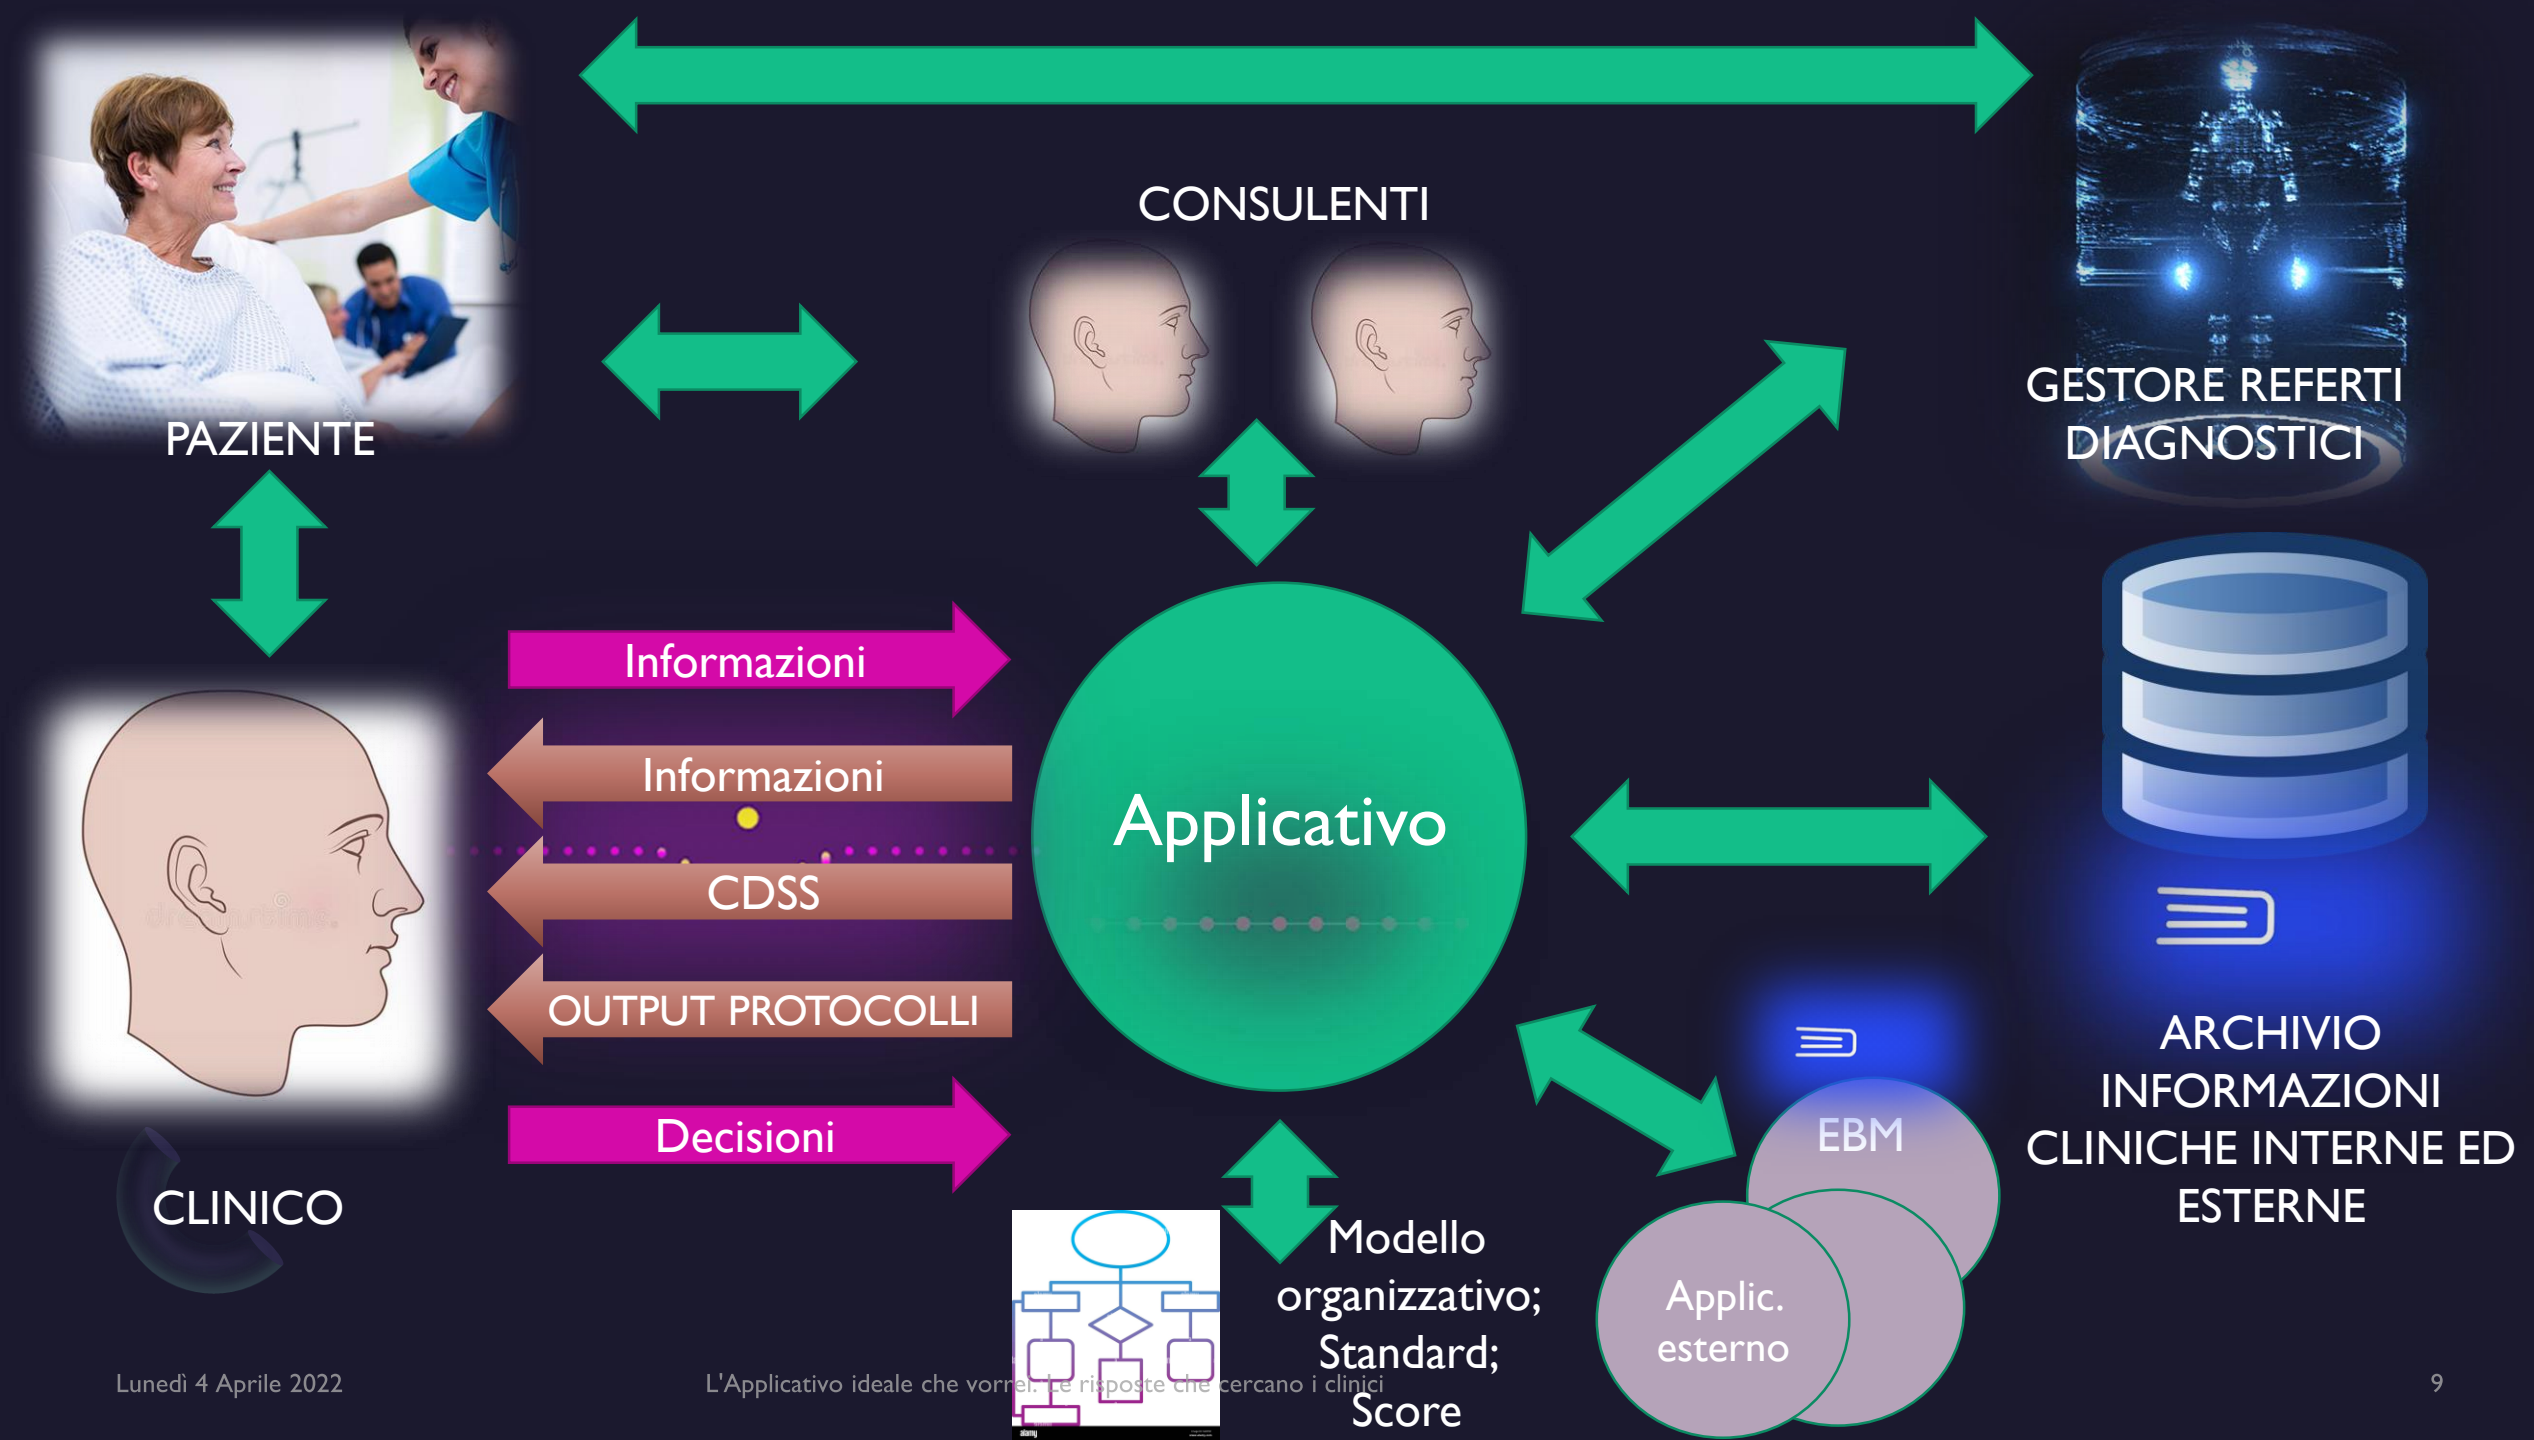 CONSULENTI
PAZIENTE
GESTORE REFERTI
DIAGNOSTICI
Informazioni
Informazioni
CDSS
OUTPUT PROTOCOLLI
Decisioni
Applicativo
CLINICO
ARCHIVIO
INFORMAZIONI
CLINICHE INTERNE ED
ESTERNE
EBM
Applic.
esterno
Modello
organizzativo;
Standard;
Score
alamy
Lunedì 4 Aprile 2022
L'Applicativo ideale che vorrei. Le risposte che cercano i clinici
9